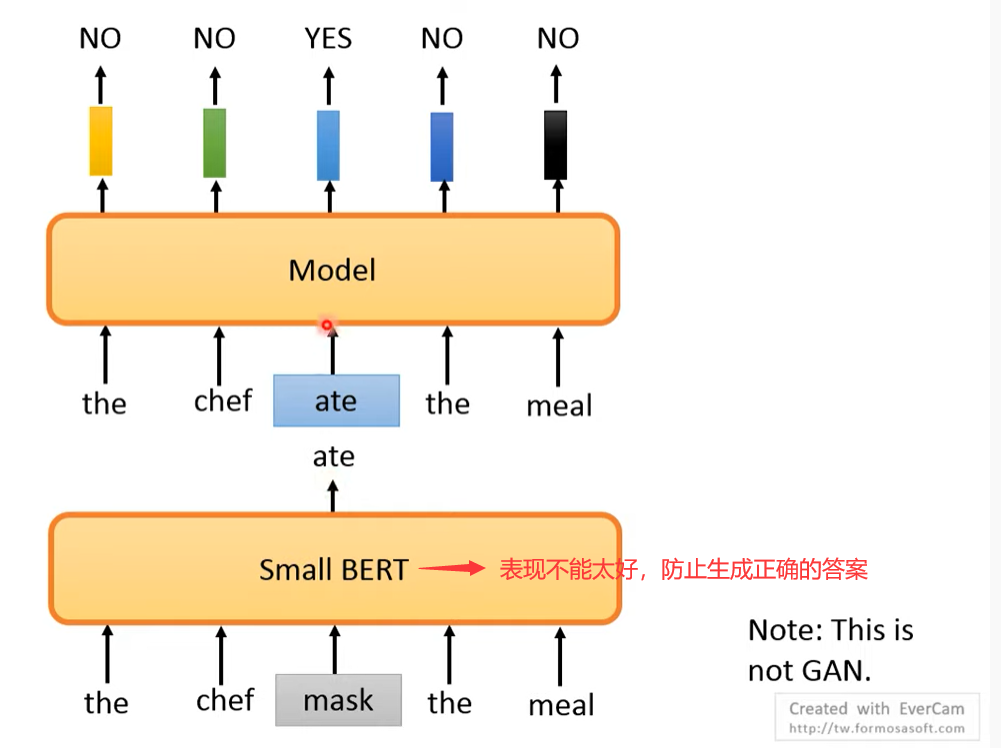 NO NO YES NO NO
Model
the chef ate the meal
ate
Small BERT 表现不能太好，防止生成正确的答案
Note: This is
not GAN.
the chef mask the meal
Created with EverCam
http://tw.formosasoft.com